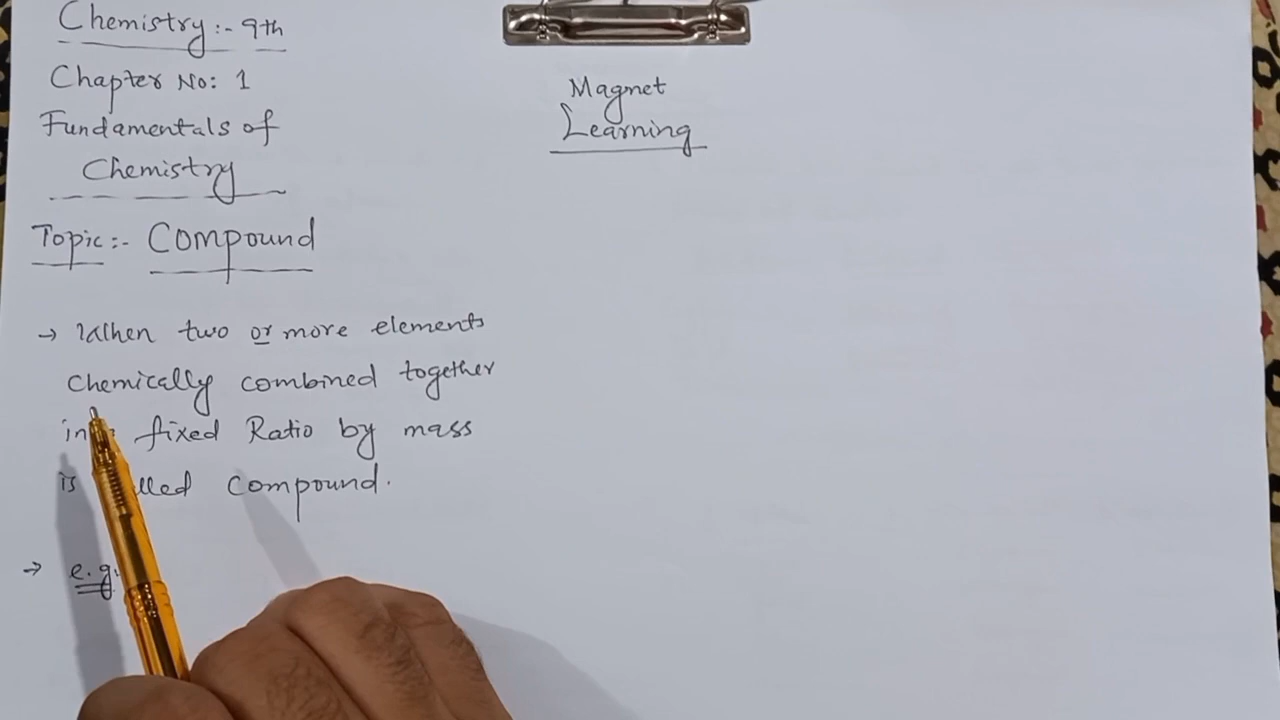 Chemistry :- 9th
Chapter No: 1
Fundamentals of
Chemistry
Magnet
Learning
Topic :- Compound
→ When two or more elements
chemically combined together
fixed Ratio by mass
is compound.
→ e.g.